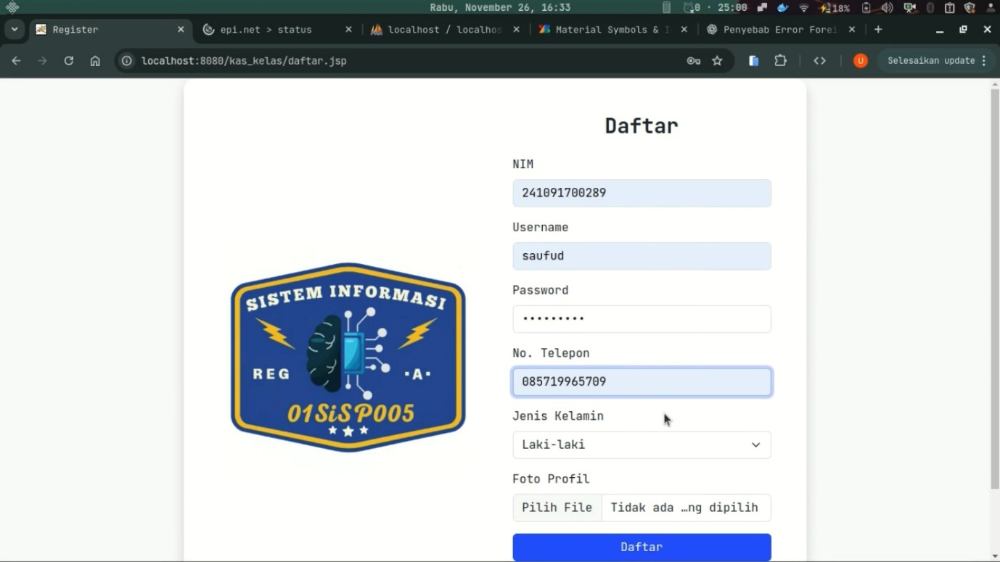 Rabu, November 26, 16:33
0 · 25:00
18%
Register
epi.net > status
localhost / localhos
Material Symbols & I
Penyebab Error Forei
localhost:8080/kas_kelas/daftar.jsp
U
Selesaikan update
SISTEM INFORMASI
REG
·A·
01SiSP005
Daftar
NIM
241091700289
Username
saufud
Password
•••••••••
No. Telepon
085719965709
Jenis Kelamin
Laki-laki
Foto Profil
Pilih File
Tidak ada …ng dipilih
Daftar